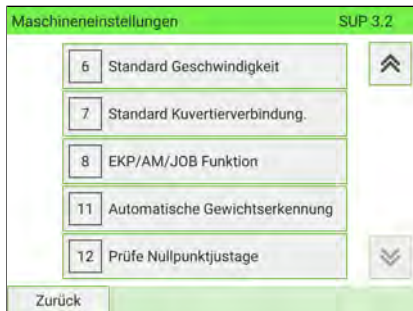 Maschineneinstellungen SUP 3.2
6 Standard Geschwindigkeit
7 Standard Kuvertierverbindung.
8 EKP/AM/JOB Funktion
11 Automatische Gewichtserkennung
12 Prüfe Nullpunktjustage
Zurück